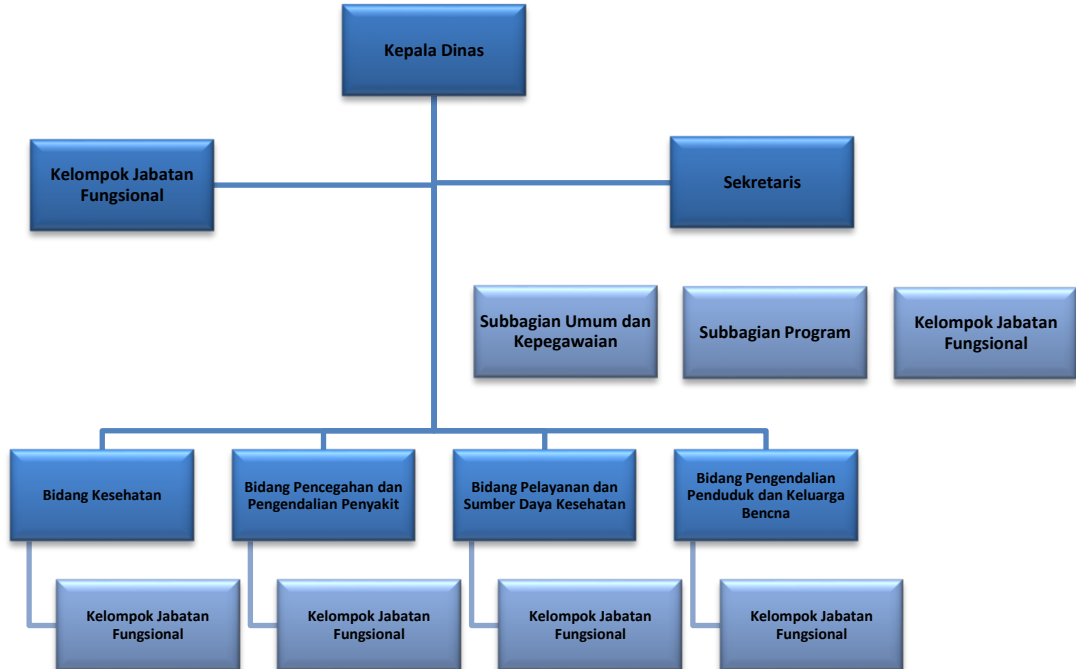 Kepala Dinas
Kelompok Jabatan
Fungsional
Sekretaris
Subbagian Umum dan
Kepegawaian
Subbagian Program
Kelompok Jabatan
Fungsional
Bidang Kesehatan
Bidang Pencegahan dan
Pengendalian Penyakit
Bidang Pelayanan dan
Sumber Daya Kesehatan
Bidang Pengendalian
Penduduk dan Keluarga
Bencna
Kelompok Jabatan
Fungsional
Kelompok Jabatan
Fungsional
Kelompok Jabatan
Fungsional
Kelompok Jabatan
Fungsional